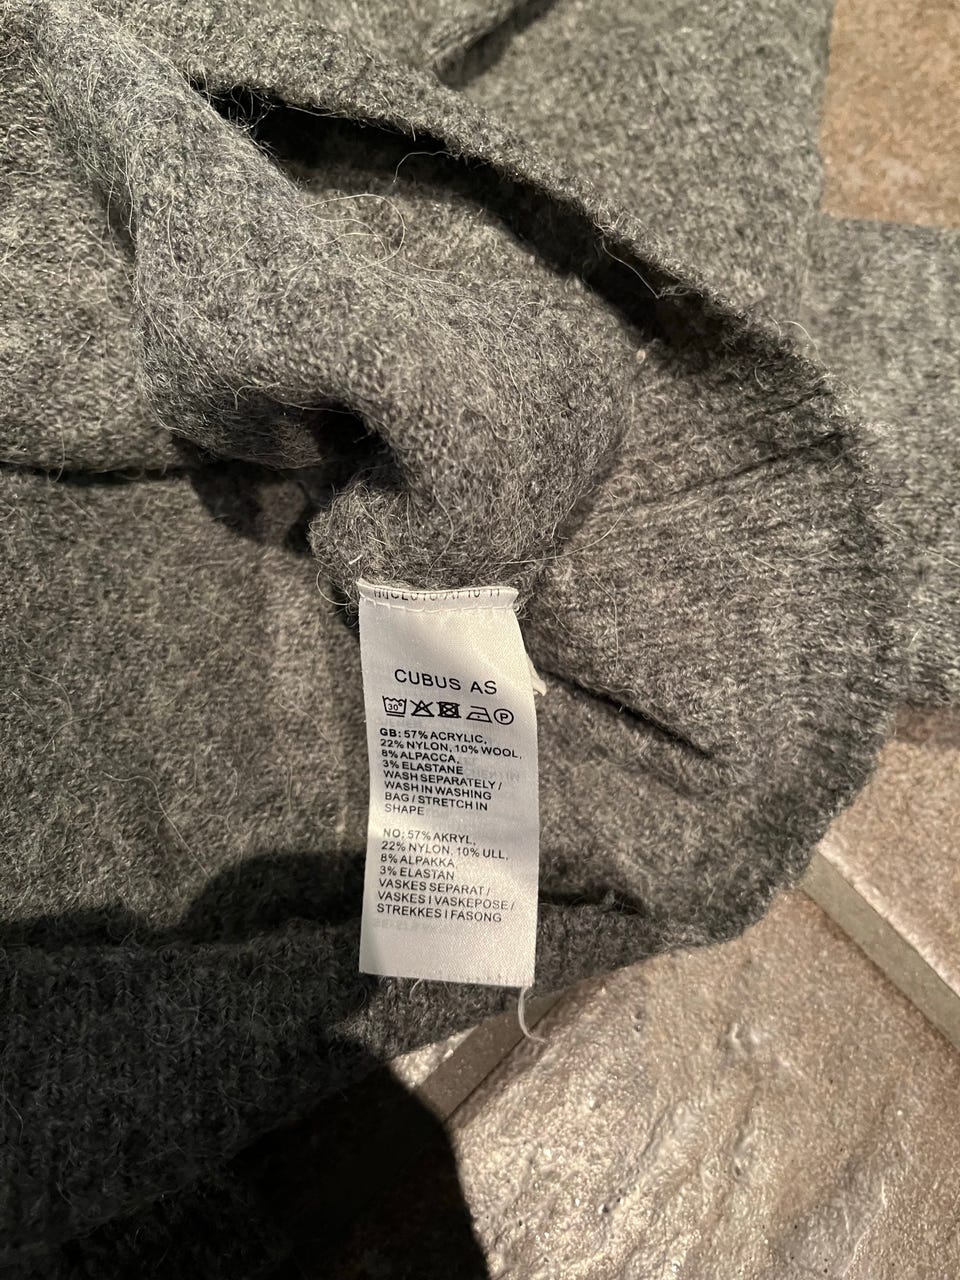 CUBUS AS
30°
P
GB: 57% ACRYLIC,
22% NYLON, 10% WOOL,
8% ALPACCA,
3% ELASTANE
WASH SEPARATELY /
WASH IN WASHING
BAG / STRETCH IN
SHAPE
NO: 57% AKRYL,
22% NYLON, 10% ULL,
8% ALPAKKA,
3% ELASTAN
VASKES SEPARAT /
VASKES I VASKEPOSE /
STREKKES I FASONG